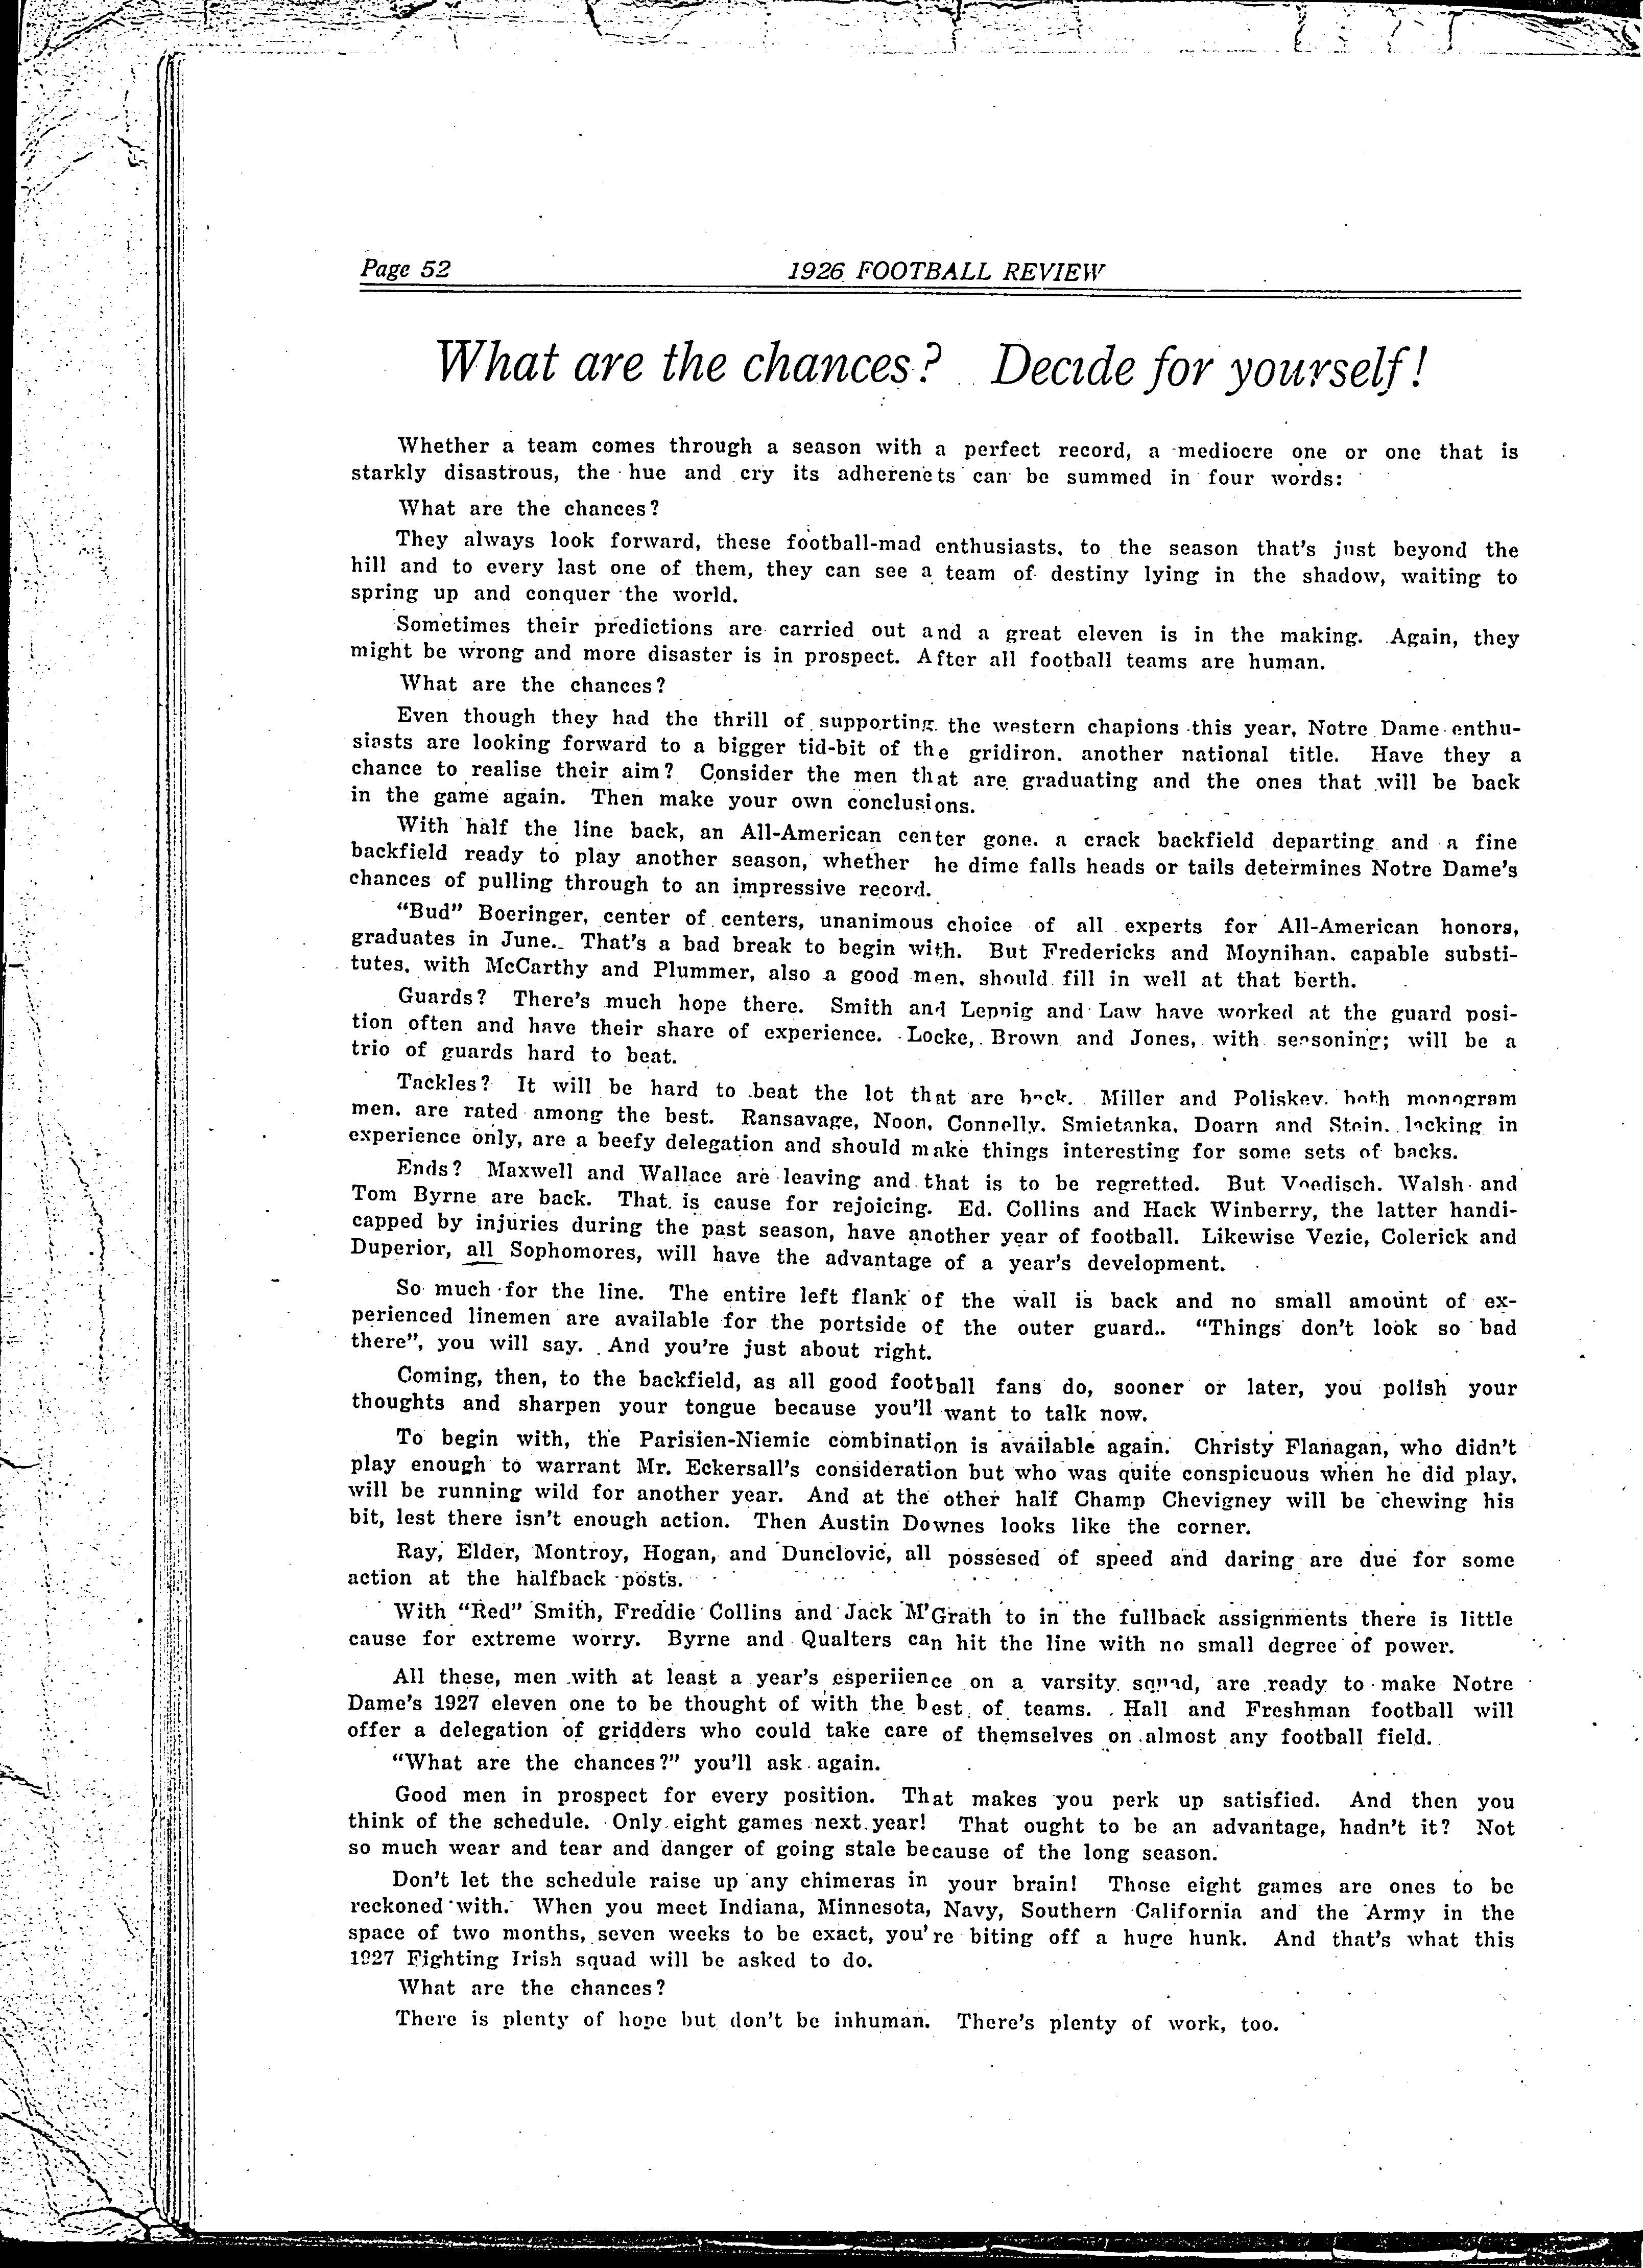 Page 52
1926 FOOTBALL REVIEW
What are the chances? Decide for yourself!
Whether a team comes through a season with a perfect record, a mediocre one or one that is
starkly disastrous, the hue and cry its adherenets can be summed in four words:
What are the chances?
They always look forward, these football-mad enthusiasts, to the season that's just beyond the
hill and to every last one of them, they can see a team of destiny lying in the shadow, waiting to
spring up and conquer the world.
Sometimes their predictions are carried out and a great eleven is in the making. Again, they
might be wrong and more disaster is in prospect. After all football teams are human.
What are the chances?
Even though they had the thrill of supporting the western chapions this year, Notre Dame enthu-
siasts are looking forward to a bigger tid-bit of the gridiron. another national title. Have they a
chance to realise their aim? Consider the men that are graduating and the ones that will be back
in the game again. Then make your own conclusions.
With half the line back, an All-American center gone. a crack backfield departing and a fine
backfield ready to play another season, whether he dime falls heads or tails determines Notre Dame's
chances of pulling through to an impressive record.
"Bud" Boeringer, center of centers, unanimous choice of all experts for All-American honors,
graduates in June. That's a bad break to begin with. But Fredericks and Moynihan. capable substi-
tutes. with McCarthy and Plummer, also a good men. should fill in well at that berth.
Guards? There's much hope there. Smith and Leppig and Law have worked at the guard posi-
tion often and have their share of experience. Locke, Brown and Jones, with seasoning; will be a
trio of guards hard to beat.
Tackles? It will be hard to beat the lot that are back. Miller and Poliskey. both monogram
men. are rated among the best. Ransavage, Noon, Connelly. Smietanka. Doarn and Stein. lacking in
experience only, are a beefy delegation and should make things interesting for some sets of backs.
Ends? Maxwell and Wallace are leaving and that is to be regretted. But Voedisch. Walsh and
Tom Byrne are back. That is cause for rejoicing. Ed. Collins and Hack Winberry, the latter handi-
capped by injuries during the past season, have another year of football. Likewise Vezie, Colerick and
Duperior, all Sophomores, will have the advantage of a year's development.
So much for the line. The entire left flank of the wall is back and no small amount of ex-
perienced linemen are available for the portside of the outer guard.. "Things don't look so bad
there", you will say. And you're just about right.
Coming, then, to the backfield, as all good football fans do, sooner or later, you polish your
thoughts and sharpen your tongue because you'll want to talk now.
To begin with, the Parisien-Niemic combination is available again. Christy Flanagan, who didn't
play enough to warrant Mr. Eckersall's consideration but who was quite conspicuous when he did play,
will be running wild for another year. And at the other half Champ Chevigney will be chewing his
bit, lest there isn't enough action. Then Austin Downes looks like the corner.
Ray, Elder, Montroy, Hogan, and Dunclovic, all possesed of speed and daring are due for some
action at the halfback posts.
With "Red" Smith, Freddie Collins and Jack M'Grath to in the fullback assignments there is little
cause for extreme worry. Byrne and Qualters can hit the line with no small degree of power.
All these, men with at least a year's esperiience on a varsity squad, are ready to make Notre
Dame's 1927 eleven one to be thought of with the best of teams. Hall and Freshman football will
offer a delegation of gridders who could take care of themselves on almost any football field.
"What are the chances?" you'll ask again.
Good men in prospect for every position. That makes you perk up satisfied. And then you
think of the schedule. Only eight games next year! That ought to be an advantage, hadn't it? Not
so much wear and tear and danger of going stale because of the long season.
Don't let the schedule raise up any chimeras in your brain! Those eight games are ones to be
reckoned with. When you meet Indiana, Minnesota, Navy, Southern California and the Army in the
space of two months, seven weeks to be exact, you're biting off a huge hunk. And that's what this
1927 Fighting Irish squad will be asked to do.
What are the chances?
There is plenty of hope but don't be inhuman. There's plenty of work, too.